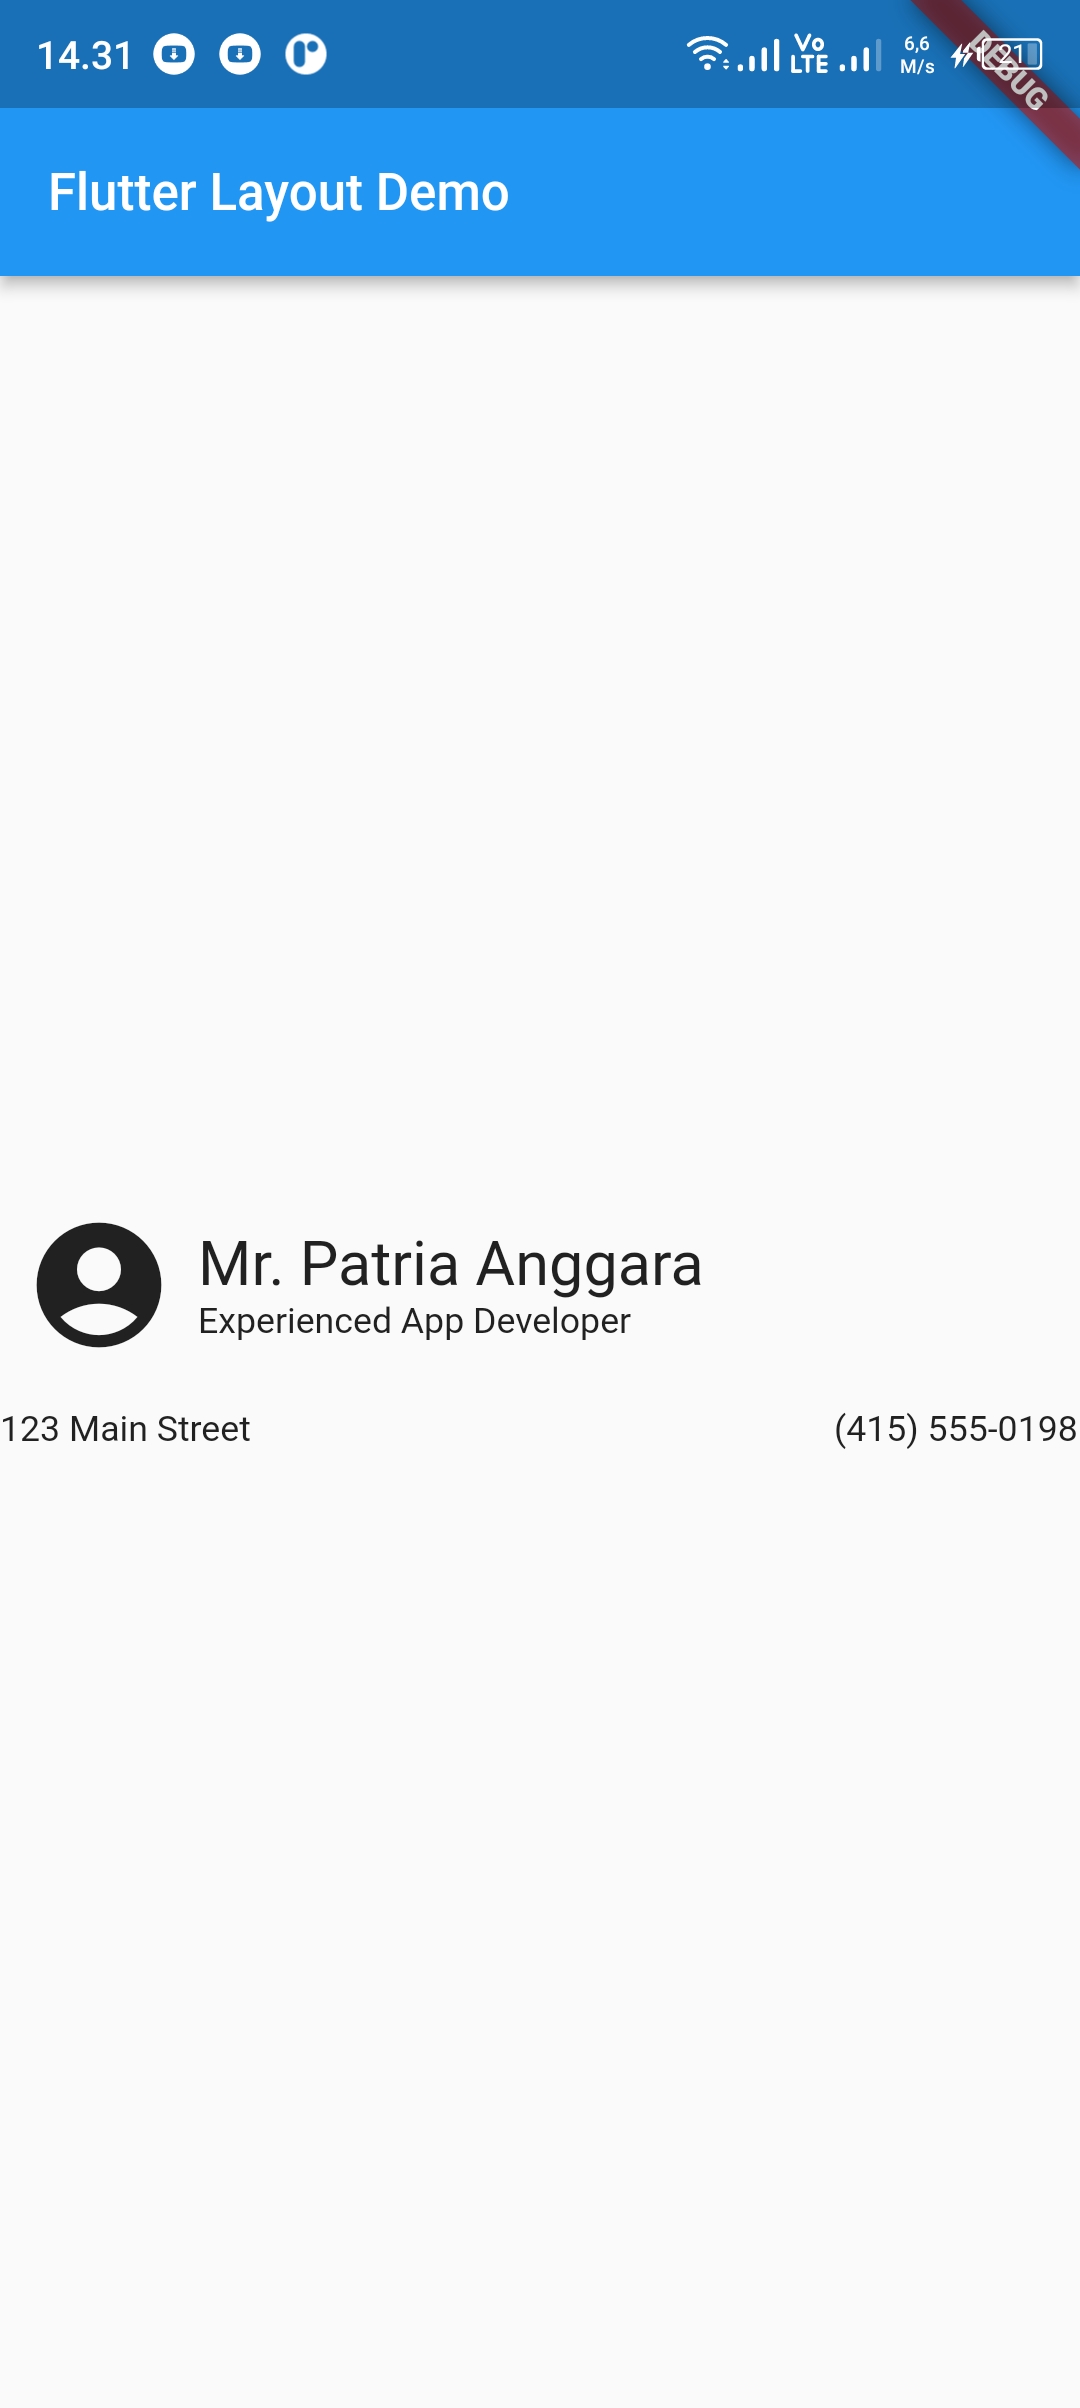 14.31
Vo
LTE
6,6
M/s
21
DEBUG
Flutter Layout Demo
Mr. Patria Anggara
Experienced App Developer
123 Main Street
(415) 555-0198